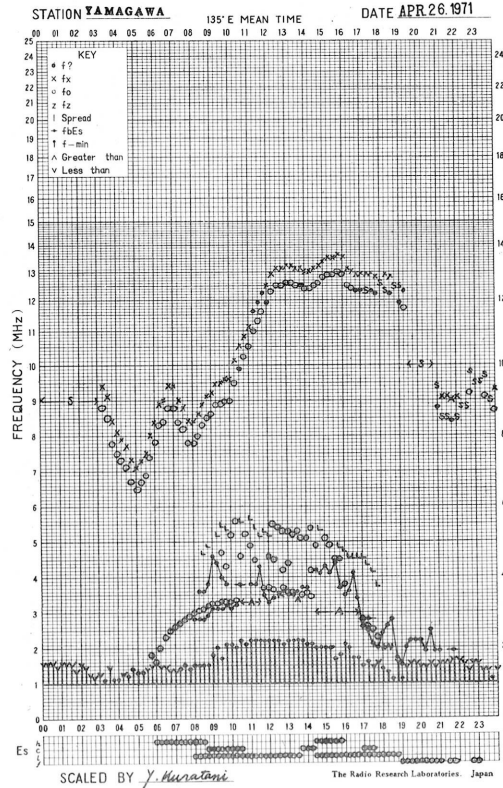 STATION YAMAGAWA 135°E MEAN TIME DATE APR.26.1971
00 01 02 03 04 05 06 07 08 09 10 11 12 13 14 15 16 17 18 19 20 21 22 23
KEY
f?
x fx
o fo
z fz
| Spread
fbEs
f-min
^ Greater than
v Less than
25
24
23
22
21
20
19
18
17
16
15
14
13
12
11
10
9
8
7
6
5
4
3
2
1
0
FREQUENCY (MHz)
< S >
< S >
00 01 02 03 04 05 06 07 08 09 10 11 12 13 14 15 16 17 18 19 20 21 22 23
Es
h
c
l
f
SCALED BY Y. Kuratani The Radio Research Laboratories. Japan